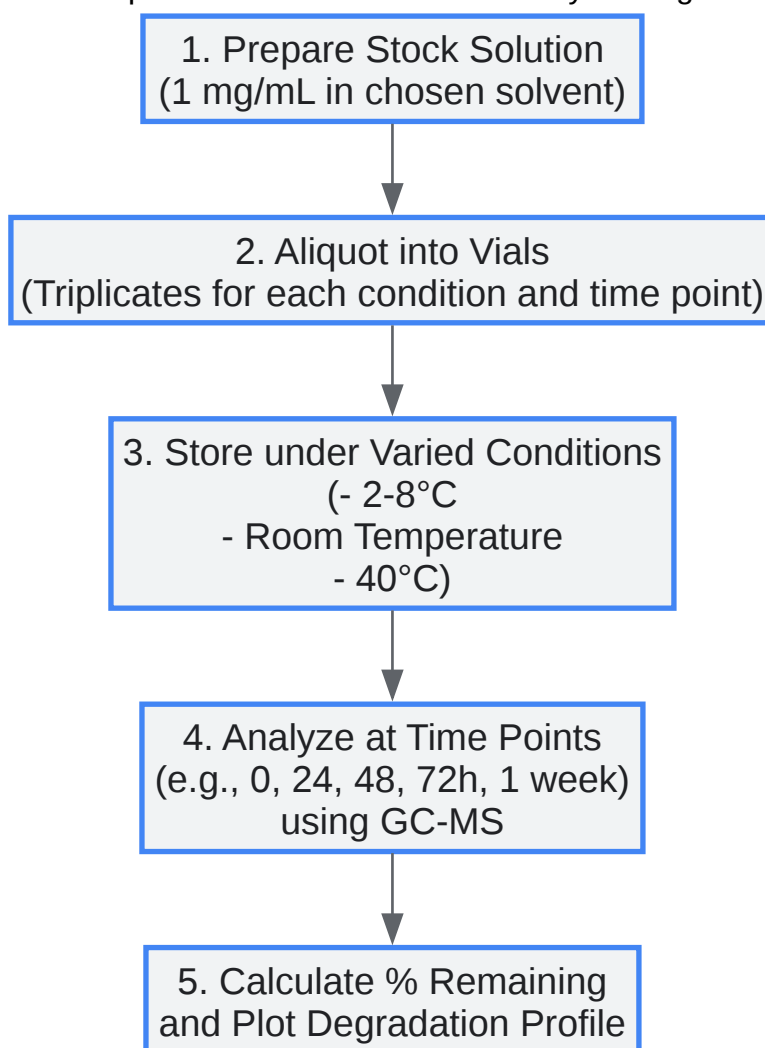 1. Prepare Stock Solution
(1 mg/mL in chosen solvent)
2. Aliquot into Vials
(Triplicates for each condition and time point)
3. Store under Varied Conditions
(- 2-8°C
- Room Temperature
- 40°C)
4. Analyze at Time Points
(e.g., 0, 24, 48, 72h, 1 week)
using GC-MS
5. Calculate % Remaining
and Plot Degradation Profile